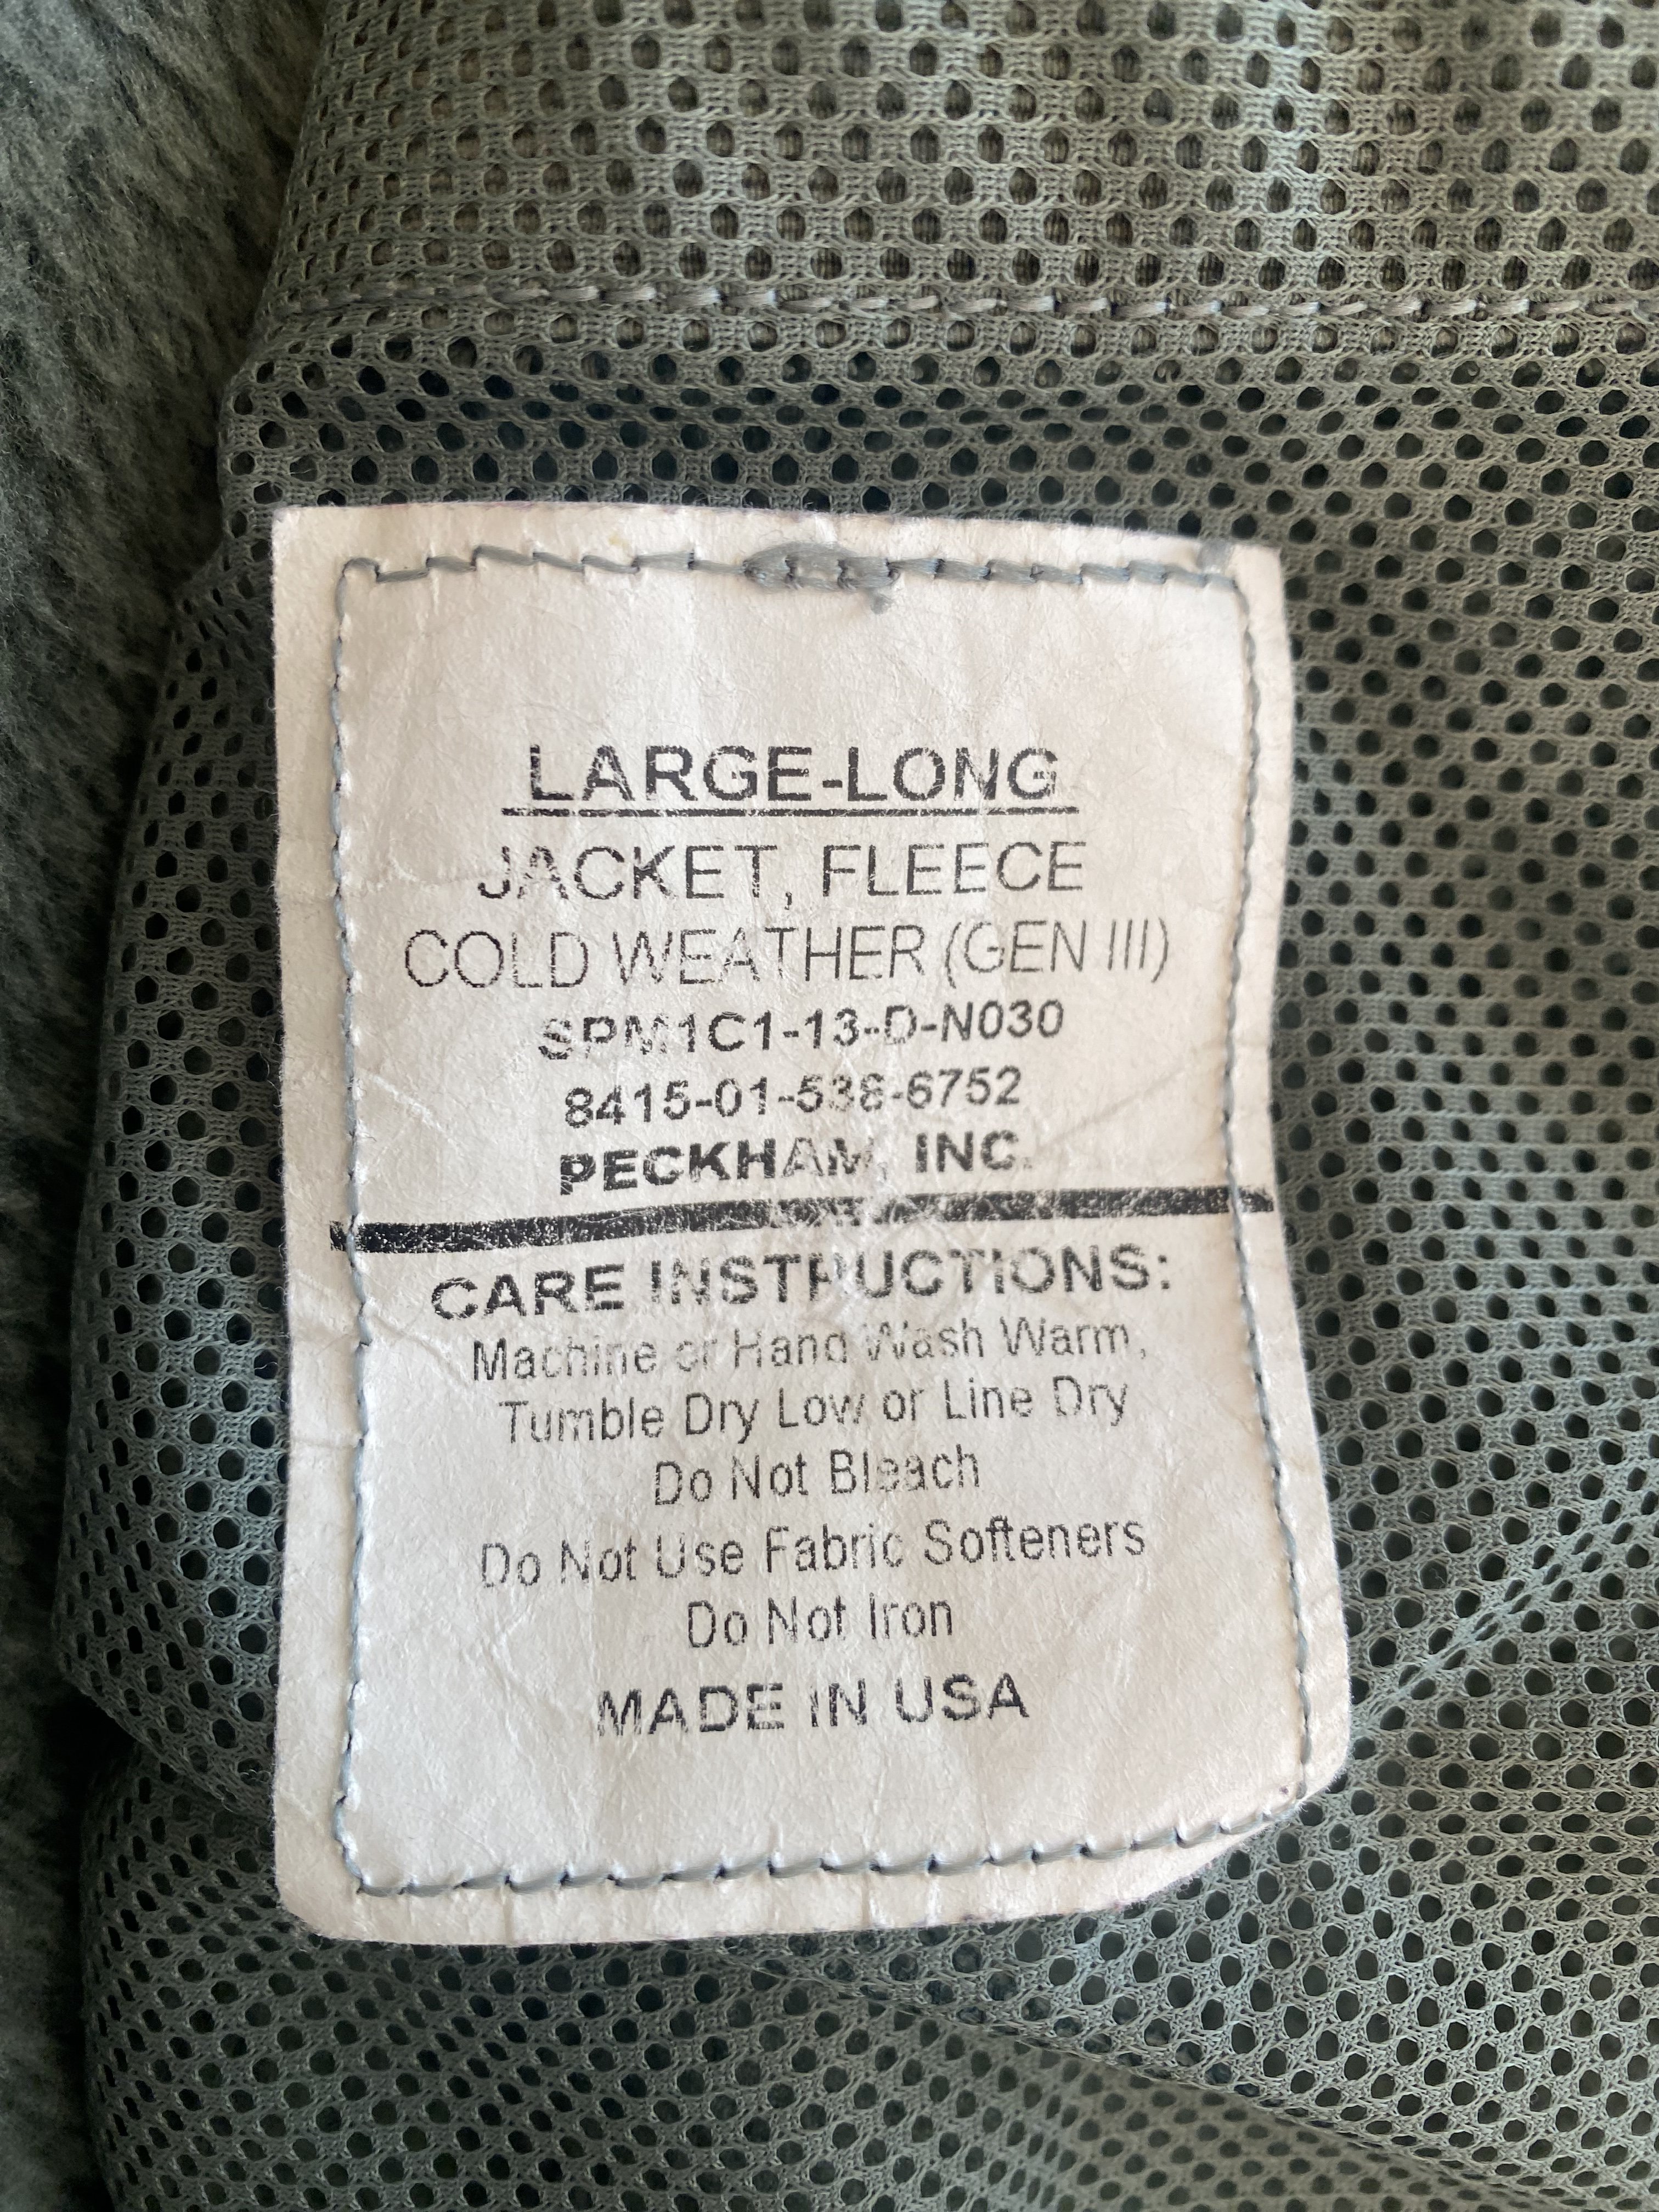 LARGE-LONG
JACKET, FLEECE
COLD WEATHER (GEN III)
SPM1C1-13-D-N030
8415-01-538-6752
PECKHAM, INC.
CARE INSTRUCTIONS:
Machine or Hand Wash Warm,
Tumble Dry Low or Line Dry
Do Not Bleach
Do Not Use Fabric Softeners
Do Not Iron
MADE IN USA